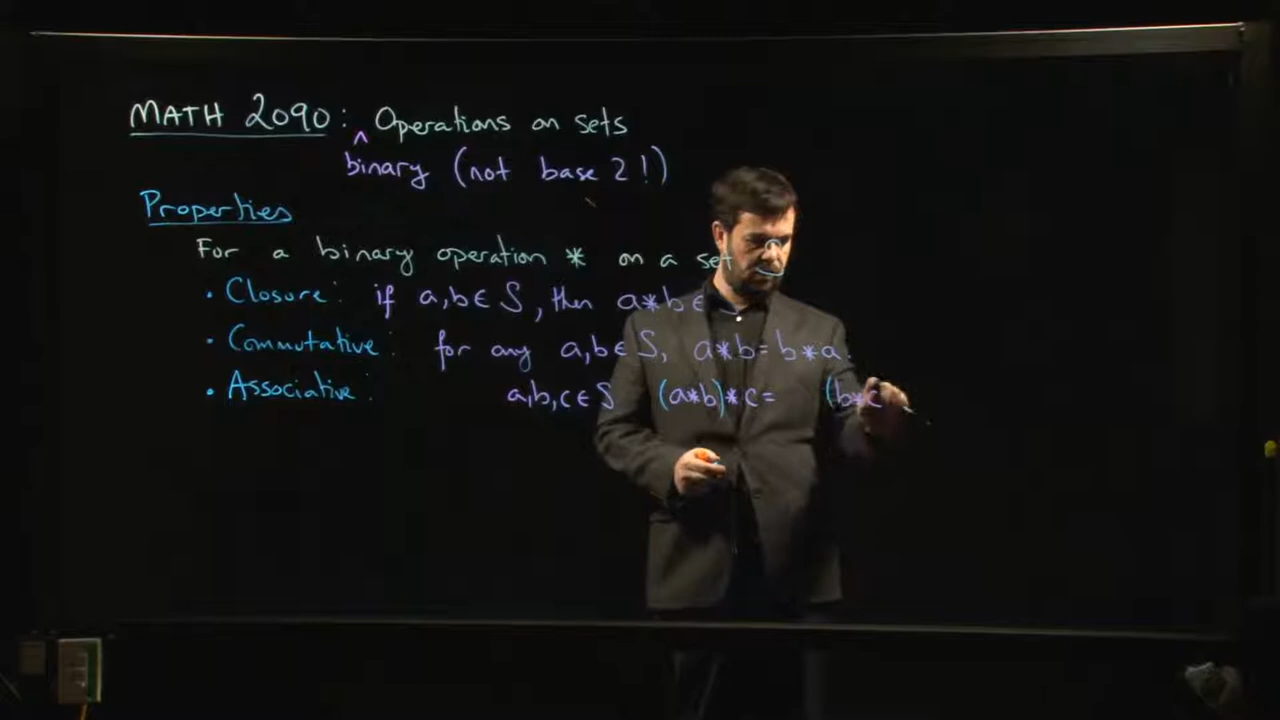 MATH 2090: Operations on sets
^ binary (not base 2!)
Properties
For a binary operation * on a set
• Closure: if a,b ∈ S, then a*b ∈
• Commutative: for any a,b ∈ S, a*b = b*a.
• Associative: a,b,c ∈ S (a*b)*c = (b*c